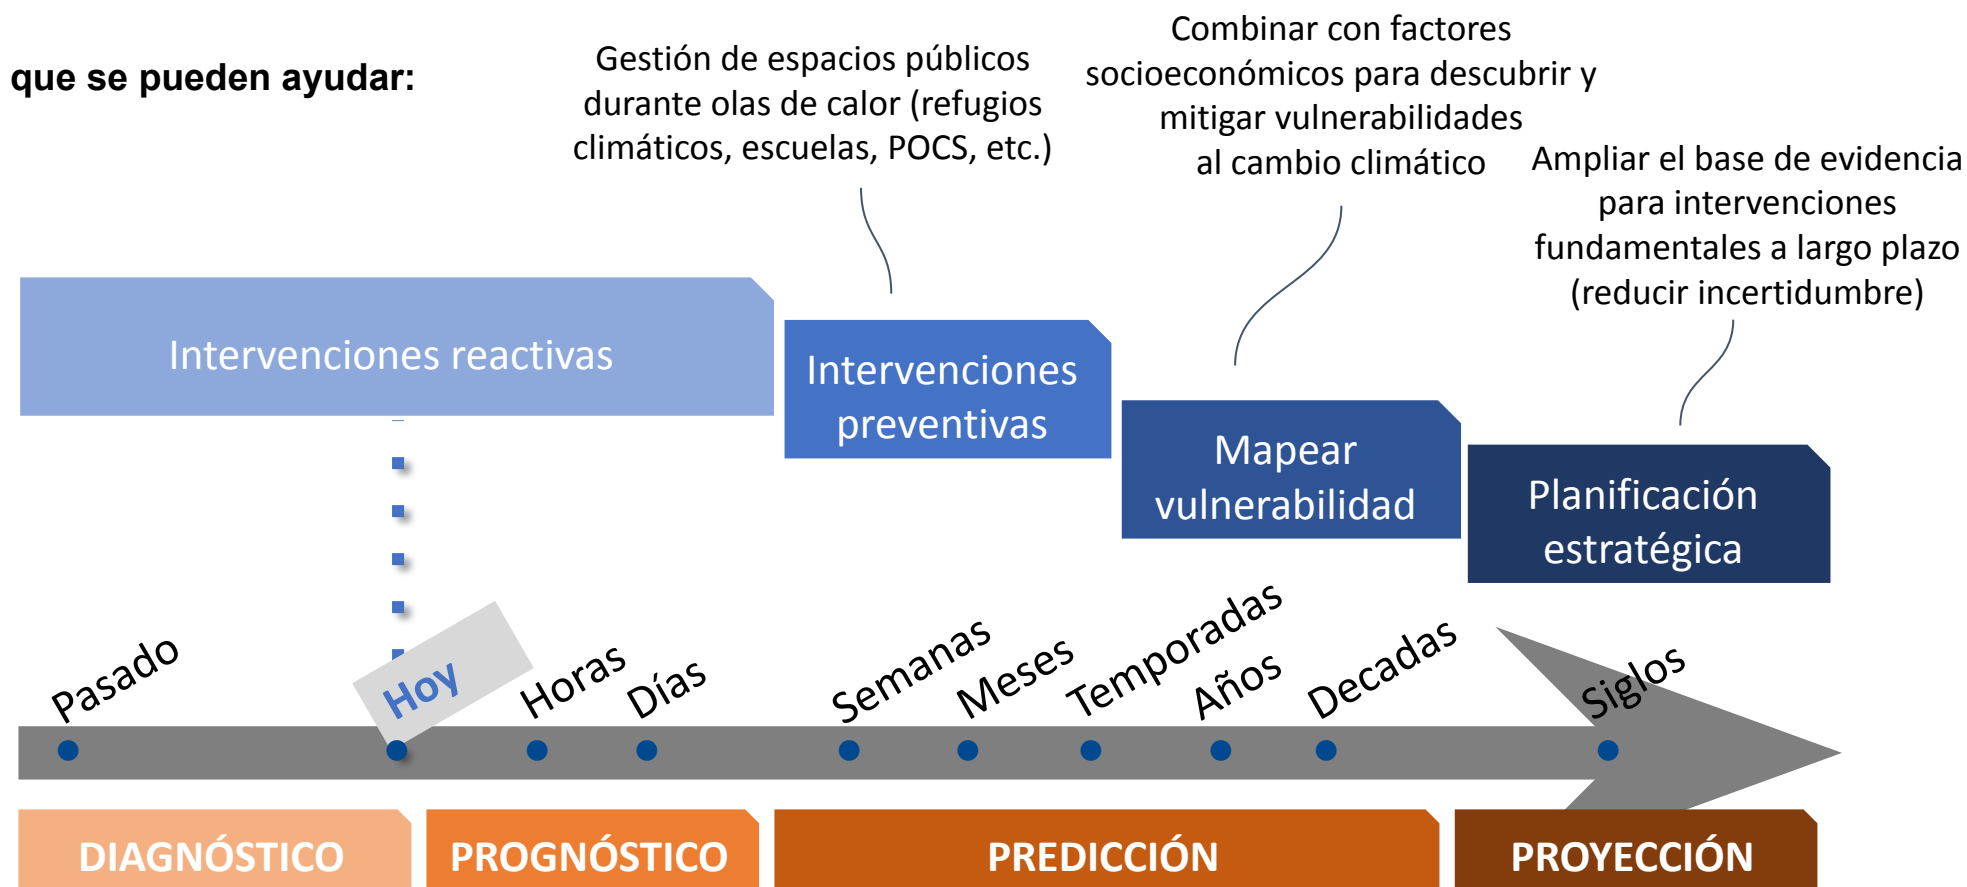 que se pueden ayudar:
Gestión de espacios públicos
durante olas de calor (refugios
climáticos, escuelas, POCS, etc.)
Combinar con factores
socioeconómicos para descubrir y
mitigar vulnerabilidades
al cambio climático
Ampliar el base de evidencia
para intervenciones
fundamentales a largo plazo
(reducir incertidumbre)
Intervenciones reactivas
Intervenciones
preventivas
Mapear
vulnerabilidad
Planificación
estratégica
Pasado
Hoy
Horas
Días
Semanas
Meses
Temporadas
Años
Decadas
Siglos
DIAGNÓSTICO
PROGNÓSTICO
PREDICCIÓN
PROYECCIÓN